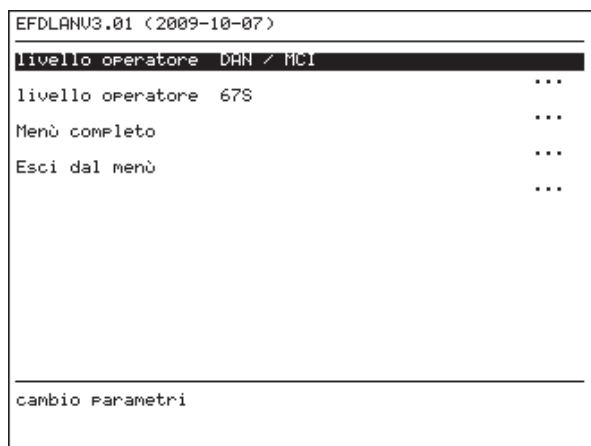 EFDLANV3.01 (2009-10-07)
livello operatore DAN / MCI
...
livello operatore 67S
...
Menù completo
...
Esci dal menù
...
cambio parametri